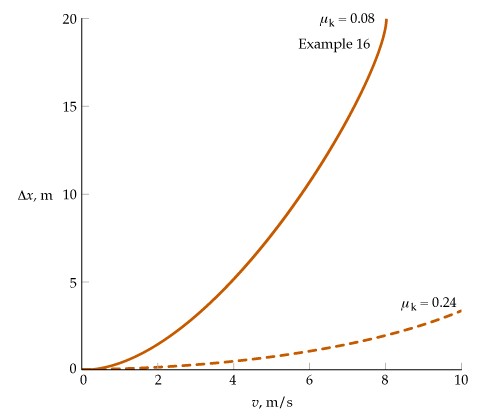 20
μk = 0.08
Example 16
15
Δx, m
10
5
μk = 0.24
0
0
2
4
6
8
10
v, m/s